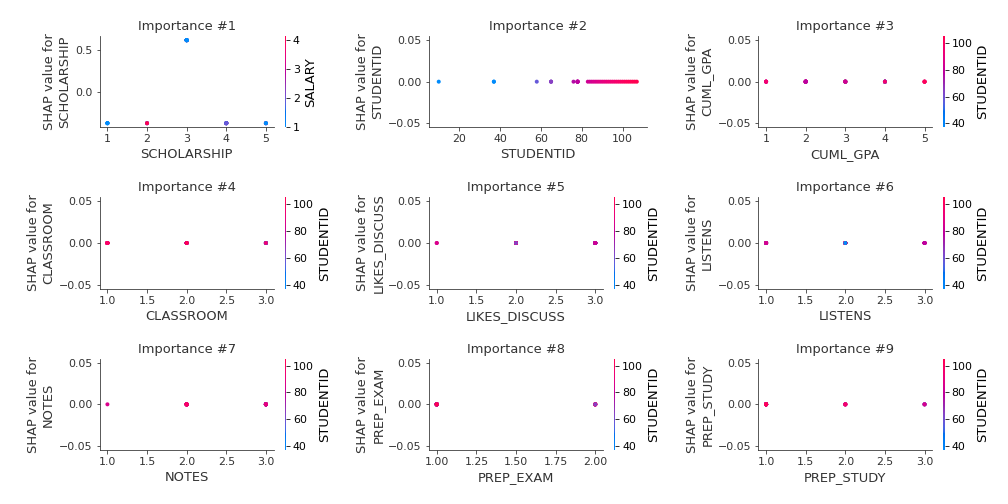 Importance #1
SHAP value for
SCHOLARSHIP
0.5
0.0
1 2 3 4 5
SCHOLARSHIP
4
3
2
1
SALARY
Importance #2
SHAP value for
STUDENTID
0.05
0.00
−0.05
20 40 60 80 100
STUDENTID
Importance #3
SHAP value for
CUML_GPA
0.05
0.00
−0.05
1 2 3 4 5
CUML_GPA
100
80
60
40
STUDENTID
Importance #4
SHAP value for
CLASSROOM
0.05
0.00
−0.05
1.0 1.5 2.0 2.5 3.0
CLASSROOM
100
80
60
40
STUDENTID
Importance #5
SHAP value for
LIKES_DISCUSS
0.05
0.00
−0.05
1.0 1.5 2.0 2.5 3.0
LIKES_DISCUSS
100
80
60
40
STUDENTID
Importance #6
SHAP value for
LISTENS
0.05
0.00
−0.05
1.0 1.5 2.0 2.5 3.0
LISTENS
100
80
60
40
STUDENTID
Importance #7
SHAP value for
NOTES
0.05
0.00
−0.05
1.0 1.5 2.0 2.5 3.0
NOTES
100
80
60
40
STUDENTID
Importance #8
SHAP value for
PREP_EXAM
0.05
0.00
−0.05
1.00 1.25 1.50 1.75 2.00
PREP_EXAM
100
80
60
40
STUDENTID
Importance #9
SHAP value for
PREP_STUDY
0.05
0.00
−0.05
1.0 1.5 2.0 2.5 3.0
PREP_STUDY
100
80
60
40
STUDENTID